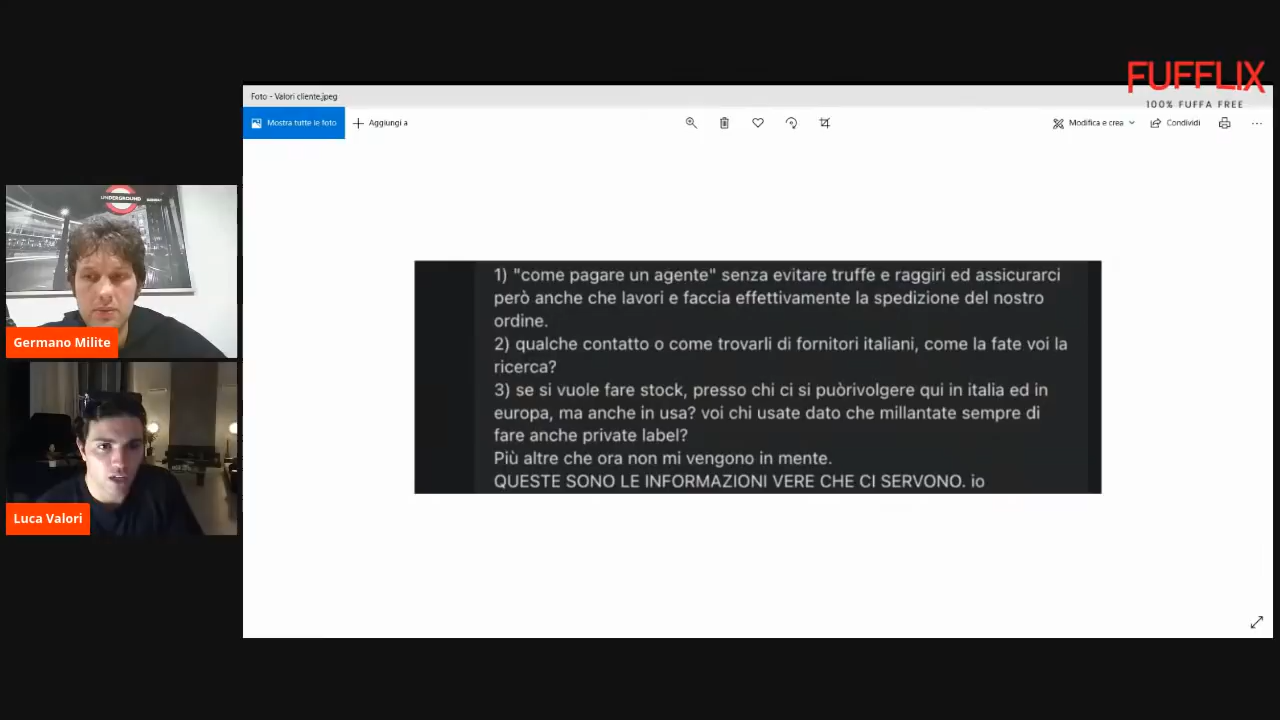 FUFFLIX
100% FUFFA FREE
Foto - Valori cliente.jpeg
Mostra tutte le foto
Aggiungi a
Modifica e crea
Condividi
UNDERGROUND
Germano Milite
Luca Valori
1) "come pagare un agente" senza evitare truffe e raggiri ed assicurarci
però anche che lavori e faccia effettivamente la spedizione del nostro
ordine.
2) qualche contatto o come trovarli di fornitori italiani, come la fate voi la
ricerca?
3) se si vuole fare stock, presso chi ci si puòrivolgere qui in italia ed in
europa, ma anche in usa? voi chi usate dato che millantate sempre di
fare anche private label?
Più altre che ora non mi vengono in mente.
QUESTE SONO LE INFORMAZIONI VERE CHE CI SERVONO. io